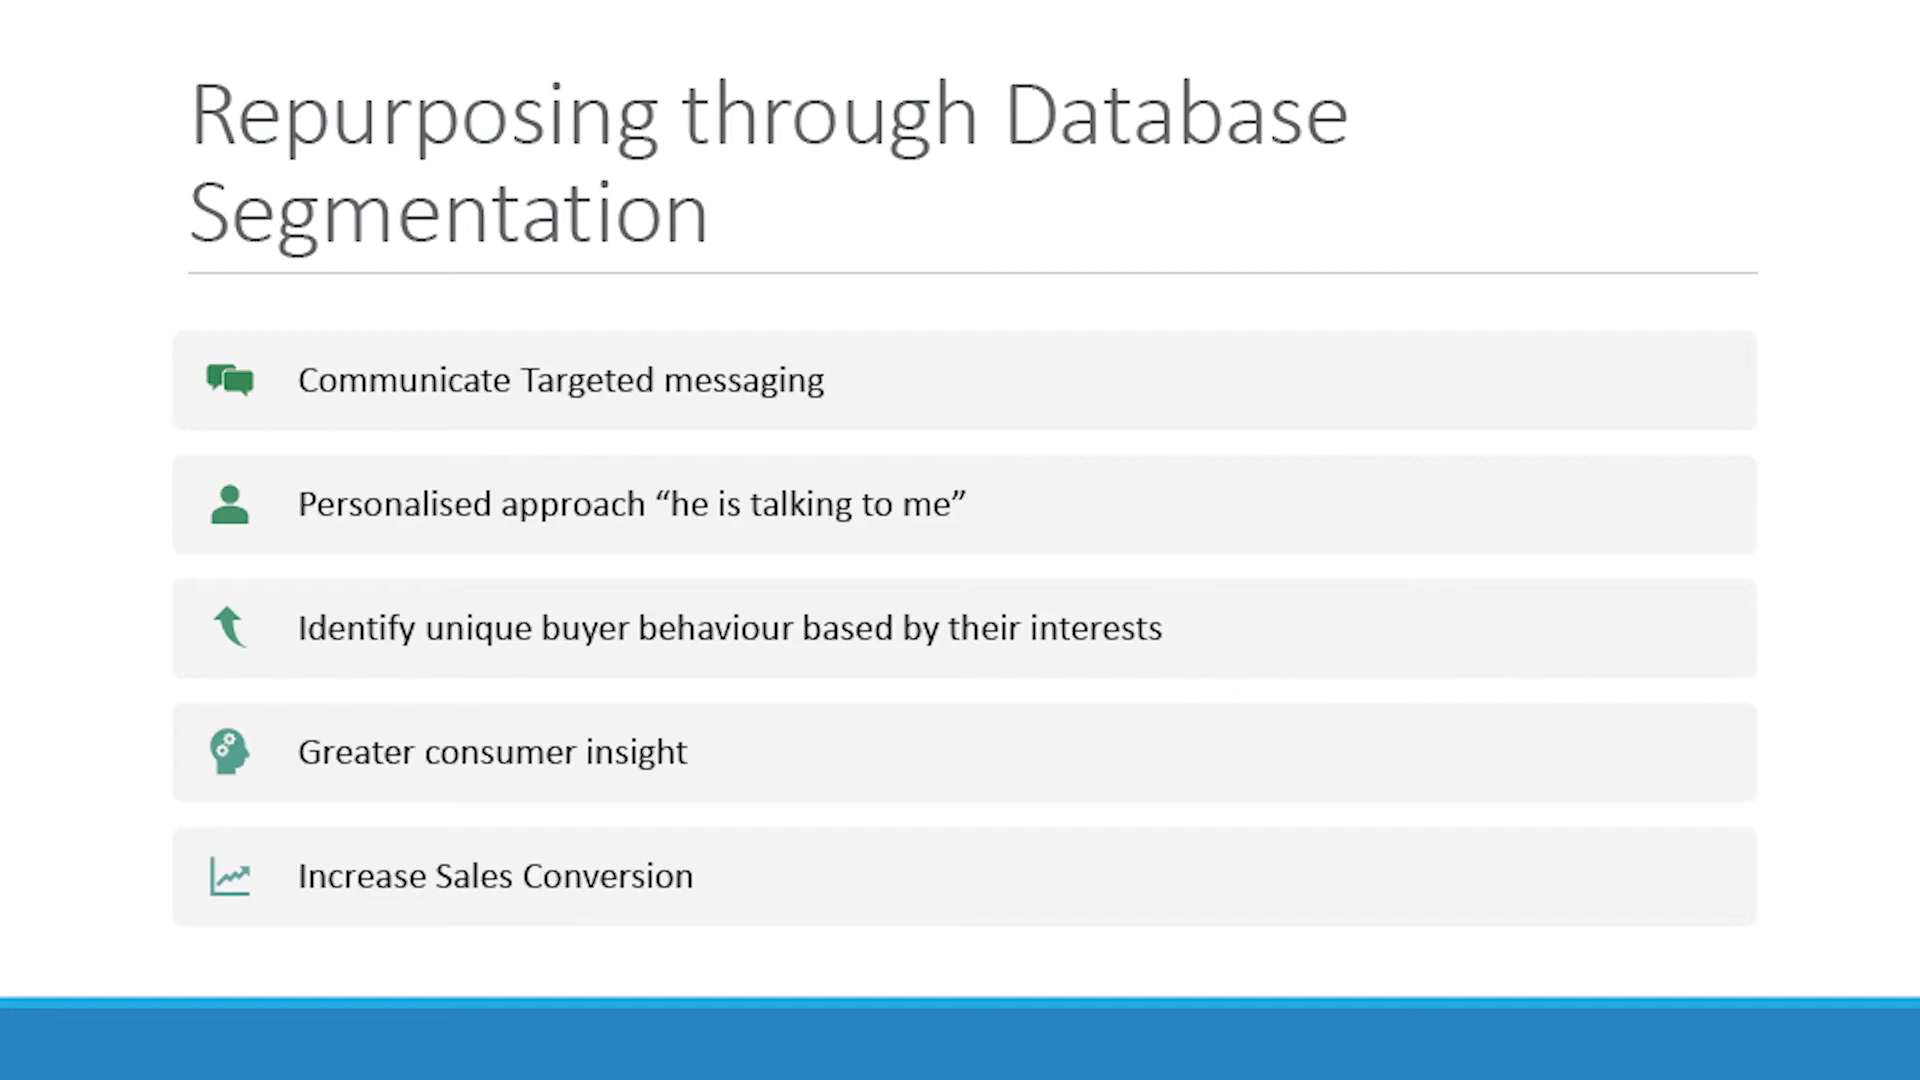 Repurposing through Database
Segmentation
Communicate Targeted messaging
Personalised approach “he is talking to me”
Identify unique buyer behaviour based by their interests
Greater consumer insight
Increase Sales Conversion